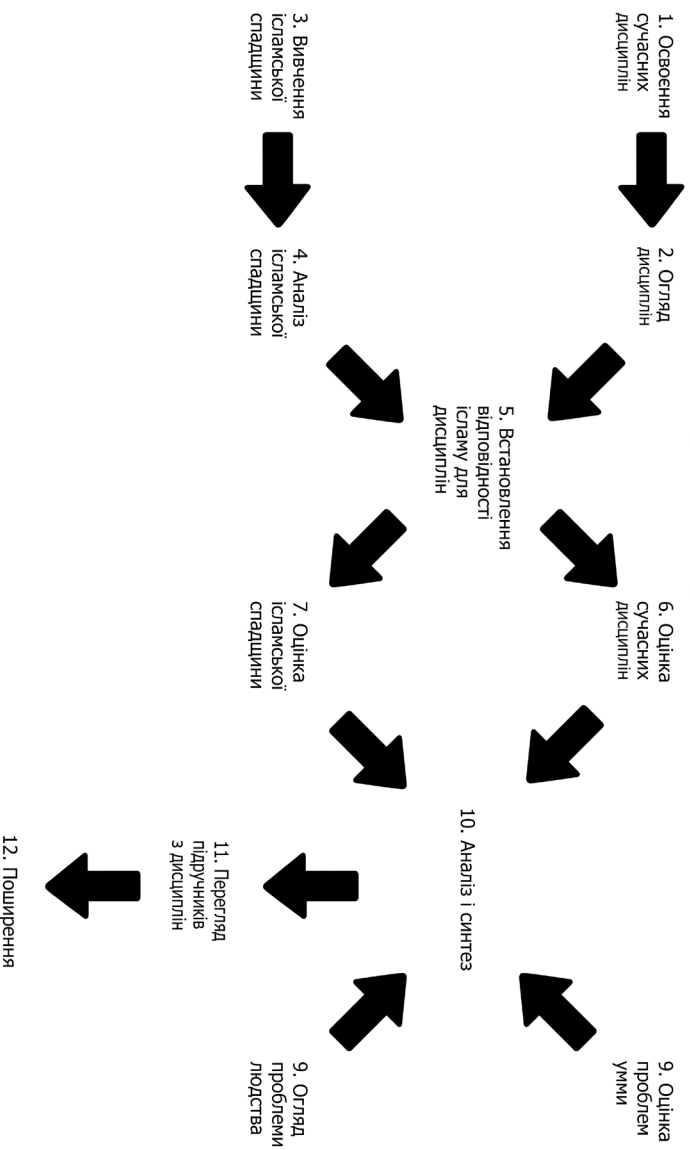 1. Освоєння
сучасних
дисциплін
2. Огляд
дисциплін
3. Вивчення
ісламської
спадщини
4. Аналіз
ісламської
спадщини
5. Встановлення
відповідності
ісламу для
дисциплін
6. Оцінка
сучасних
дисциплін
7. Оцінка
ісламської
спадщини
9. Оцінка
проблем
умми
9. Огляд
проблеми
людства
10. Аналіз і синтез
11. Перегляд
підручників
з дисциплін
12. Поширення